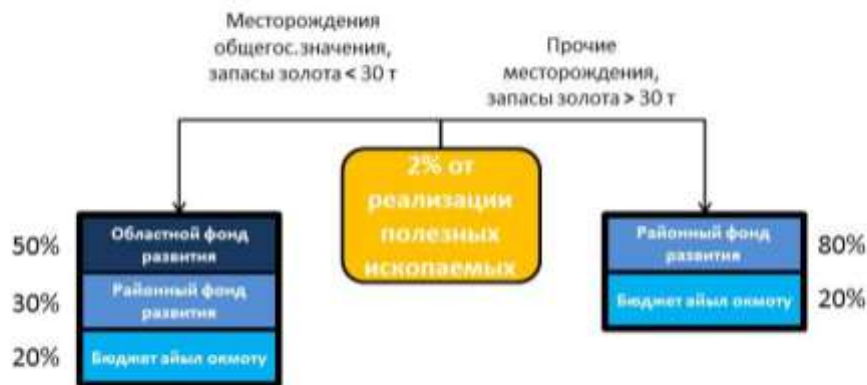 Месторождения
общегос.значения,
запасы золота < 30 т
Прочие
месторождения,
запасы золота > 30 т
2% от
реализации
полезных
ископаемых
50%
Областной фонд
развития
30%
Районный фонд
развития
20%
Бюджет айыл окмоту
Районный фонд
развития
80%
Бюджет айыл окмоту
20%